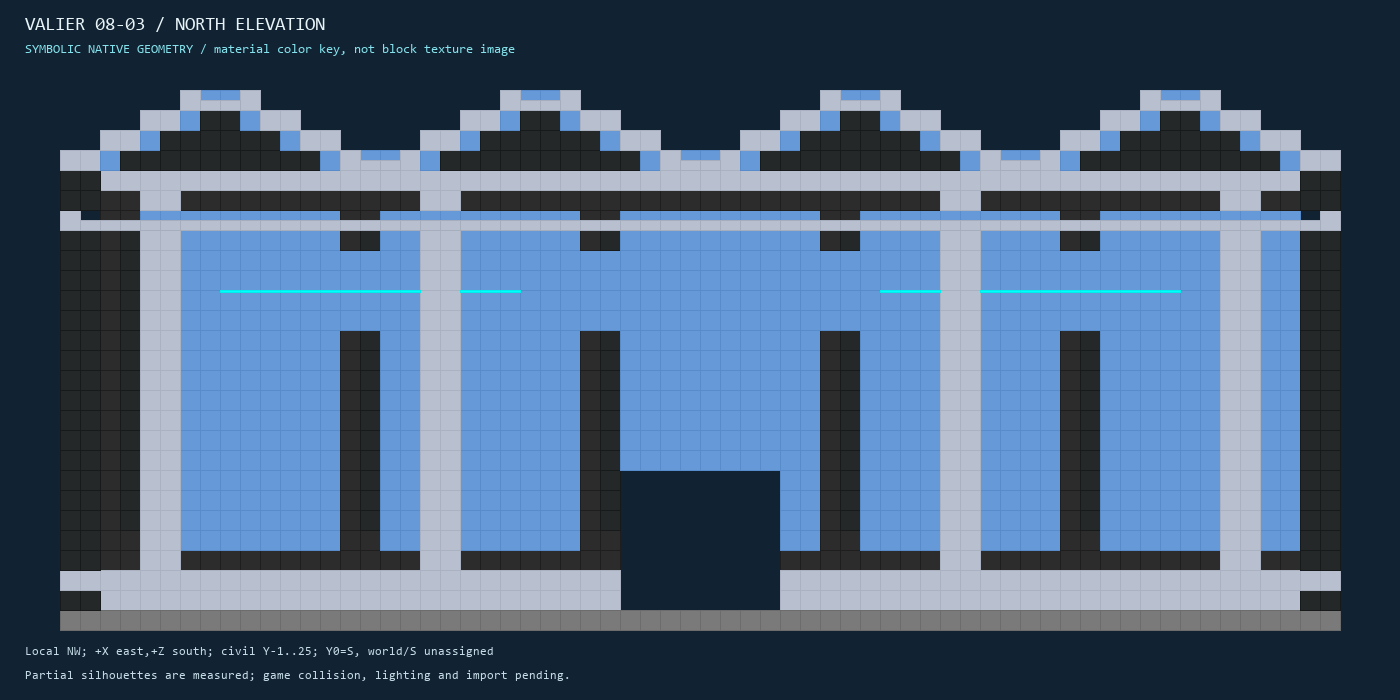 VALIER 08-03 / NORTH ELEVATION
SYMBOLIC NATIVE GEOMETRY / material color key, not block texture image
Local NW; +X east,+Z south; civil Y-1..25; Y0=S, world/S unassigned
Partial silhouettes are measured; game collision, lighting and import pending.